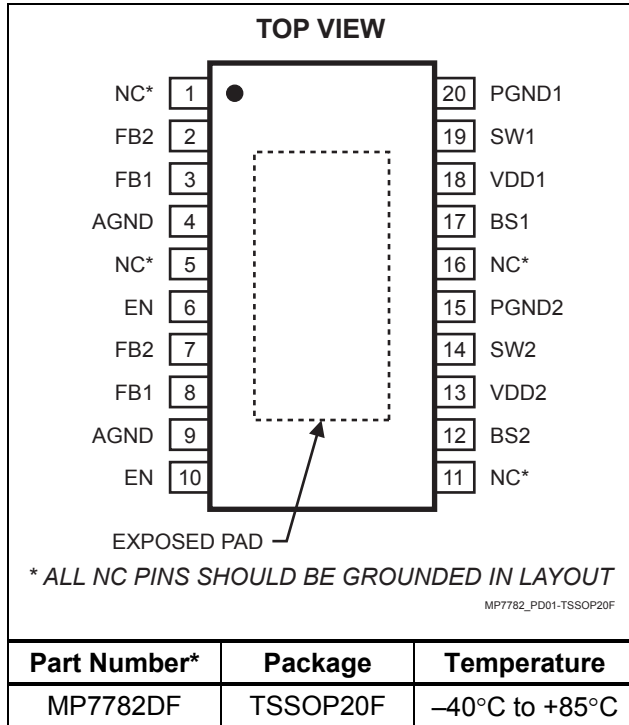 TOP VIEW
NC* 1 20 PGND1
FB2 2 19 SW1
FB1 3 18 VDD1
AGND 4 17 BS1
NC* 5 16 NC*
EN 6 15 PGND2
FB2 7 14 SW2
FB1 8 13 VDD2
AGND 9 12 BS2
EN 10 11 NC*
EXPOSED PAD
* ALL NC PINS SHOULD BE GROUNDED IN LAYOUT
MP7782_PD01-TSSOP20F
Part Number* Package Temperature
MP7782DF TSSOP20F –40°C to +85°C